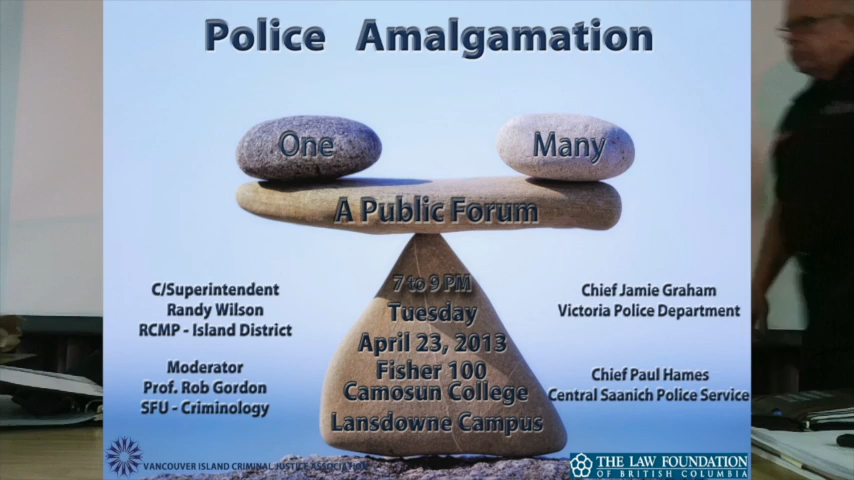 Police Amalgamation
One
Many
A Public Forum
7 to 9 PM
Tuesday
April 23, 2013
Fisher 100
Camosun College
Lansdowne Campus
C/Superintendent
Randy Wilson
RCMP - Island District
Moderator
Prof. Rob Gordon
SFU - Criminology
Chief Jamie Graham
Victoria Police Department
Chief Paul Hames
Central Saanich Police Service
VANCOUVER ISLAND CRIMINAL JUSTICE ASSOCIATION
THE LAW FOUNDATION
OF BRITISH COLUMBIA